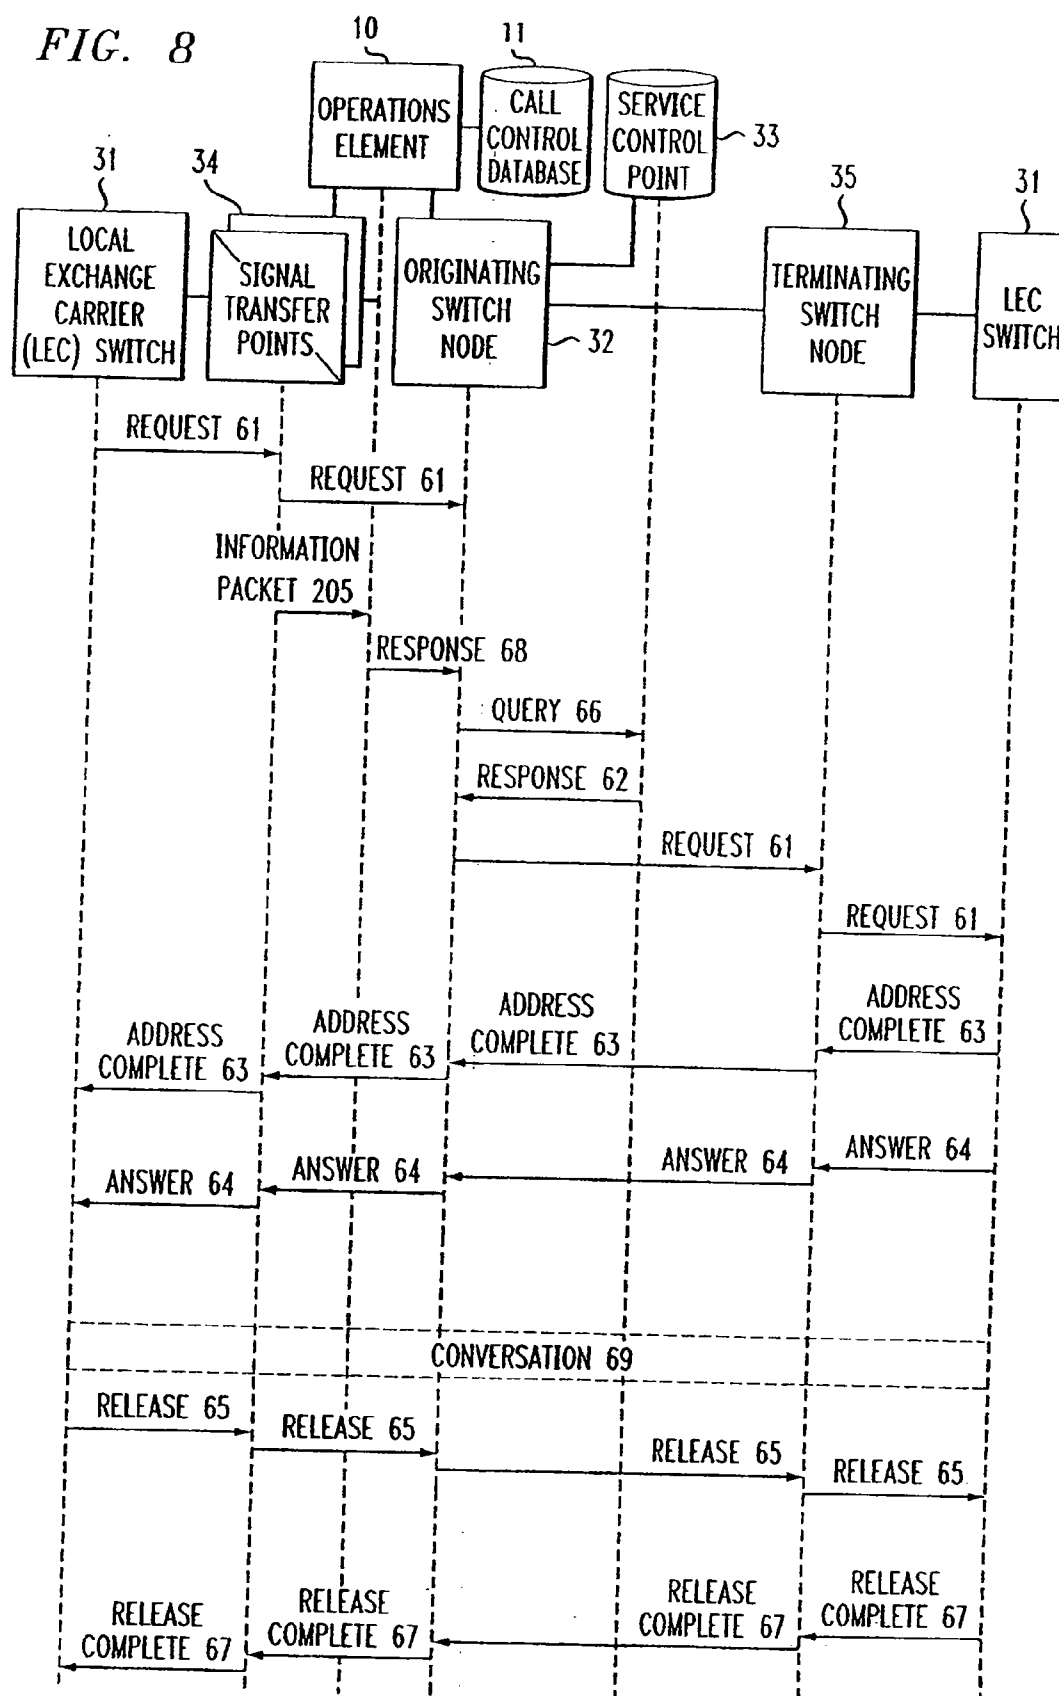 FIG. 8
10
11
OPERATIONS
ELEMENT
CALL
CONTROL
DATABASE
SERVICE
CONTROL
POINT
33
31
34
35
31
LOCAL
EXCHANGE
CARRIER
(LEC) SWITCH
SIGNAL
TRANSFER
POINTS
ORIGINATING
SWITCH
NODE
32
TERMINATING
SWITCH
NODE
LEC
SWITCH
REQUEST 61
REQUEST 61
INFORMATION
PACKET 205
RESPONSE 68
QUERY 66
RESPONSE 62
REQUEST 61
REQUEST 61
ADDRESS
COMPLETE 63
ADDRESS
COMPLETE 63
ADDRESS
COMPLETE 63
ADDRESS
COMPLETE 63
ANSWER 64
ANSWER 64
ANSWER 64
ANSWER 64
CONVERSATION 69
RELEASE 65
RELEASE 65
RELEASE 65
RELEASE 65
RELEASE
COMPLETE 67
RELEASE
COMPLETE 67
RELEASE
COMPLETE 67
RELEASE
COMPLETE 67